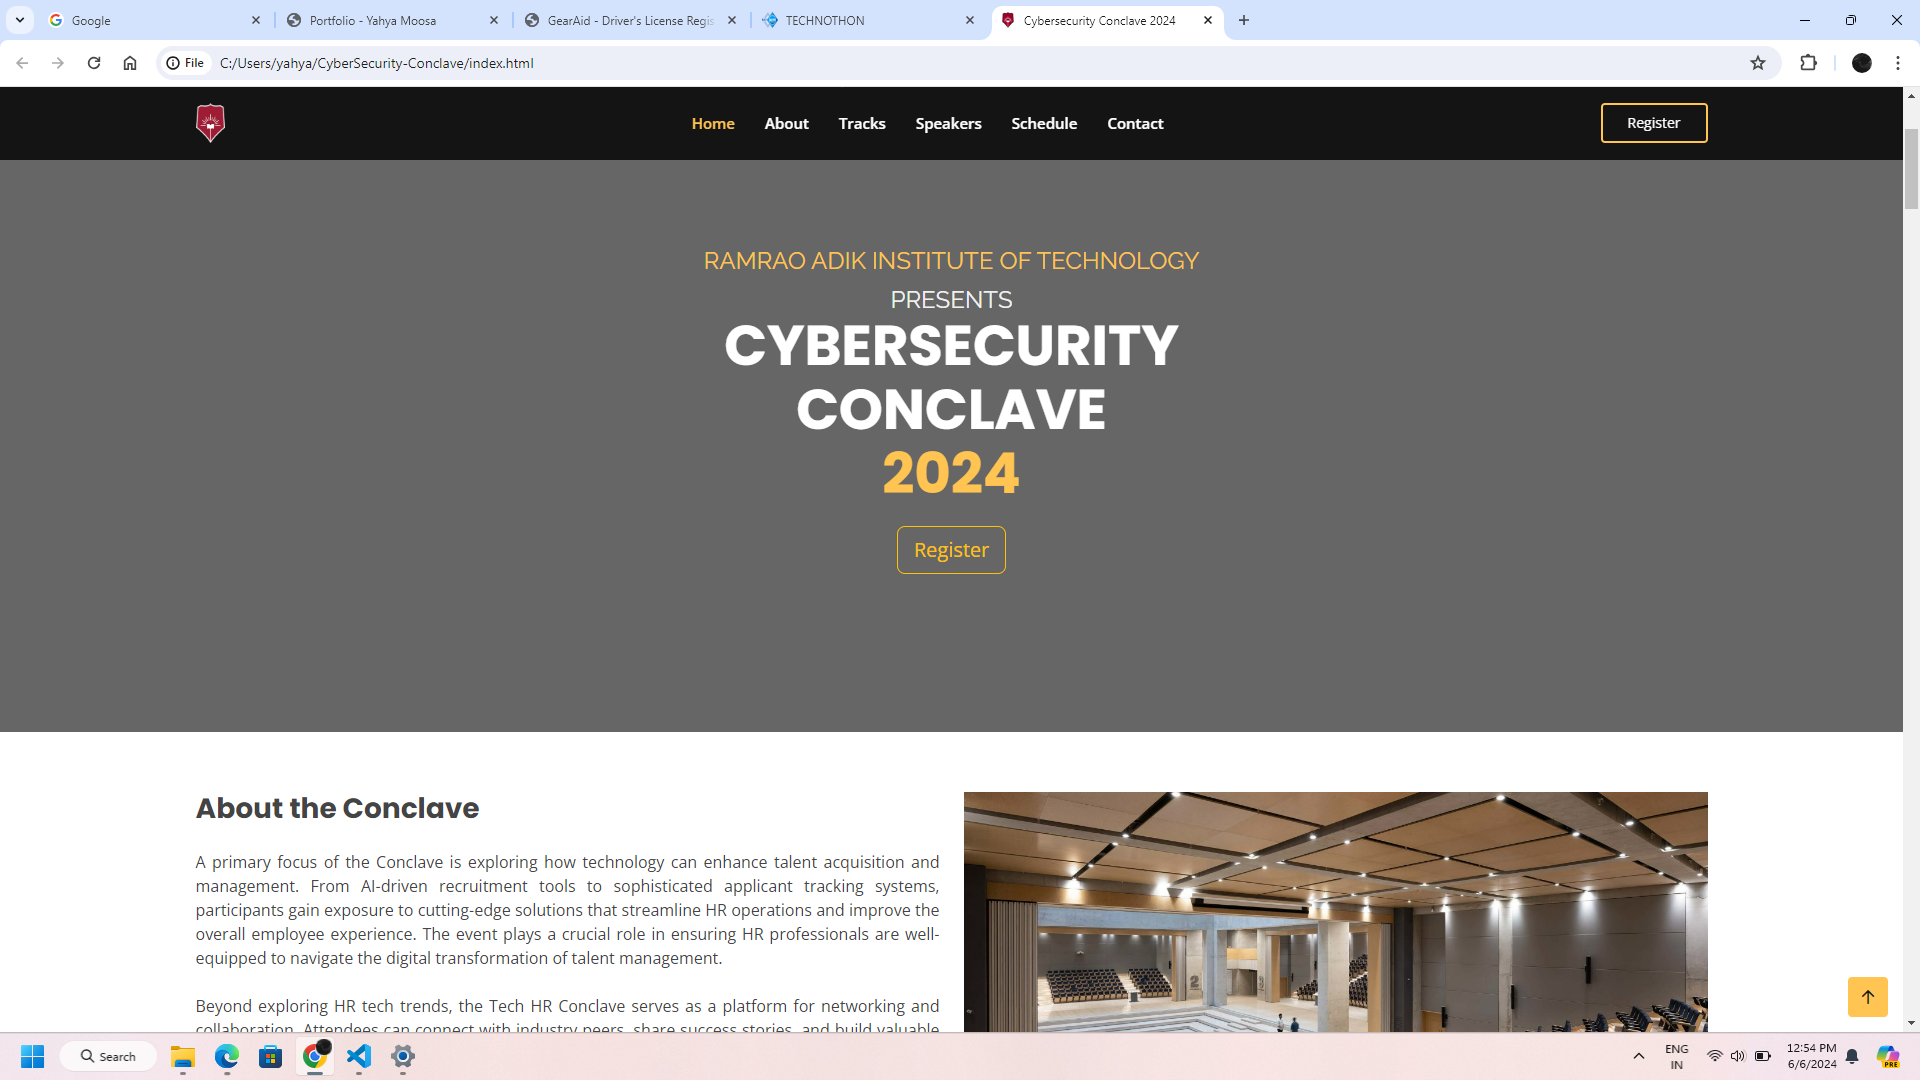 Google
Portfolio - Yahya Moosa
GearAid - Driver's License Regis
TECHNOTHON
Cybersecurity Conclave 2024
File
C:/Users/yahya/CyberSecurity-Conclave/index.html
Home
About
Tracks
Speakers
Schedule
Contact
Register
RAMRAO ADIK INSTITUTE OF TECHNOLOGY
PRESENTS
CYBERSECURITY
CONCLAVE
2024
Register
About the Conclave
A primary focus of the Conclave is exploring how technology can enhance talent acquisition and
management. From AI-driven recruitment tools to sophisticated applicant tracking systems,
participants gain exposure to cutting-edge solutions that streamline HR operations and improve the
overall employee experience. The event plays a crucial role in ensuring HR professionals are well-
equipped to navigate the digital transformation of talent management.
Beyond exploring HR tech trends, the Tech HR Conclave serves as a platform for networking and
collaboration. Attendees can connect with industry peers, share success stories, and build valuable
Search
PRE
ENG
IN
12:54 PM
6/6/2024